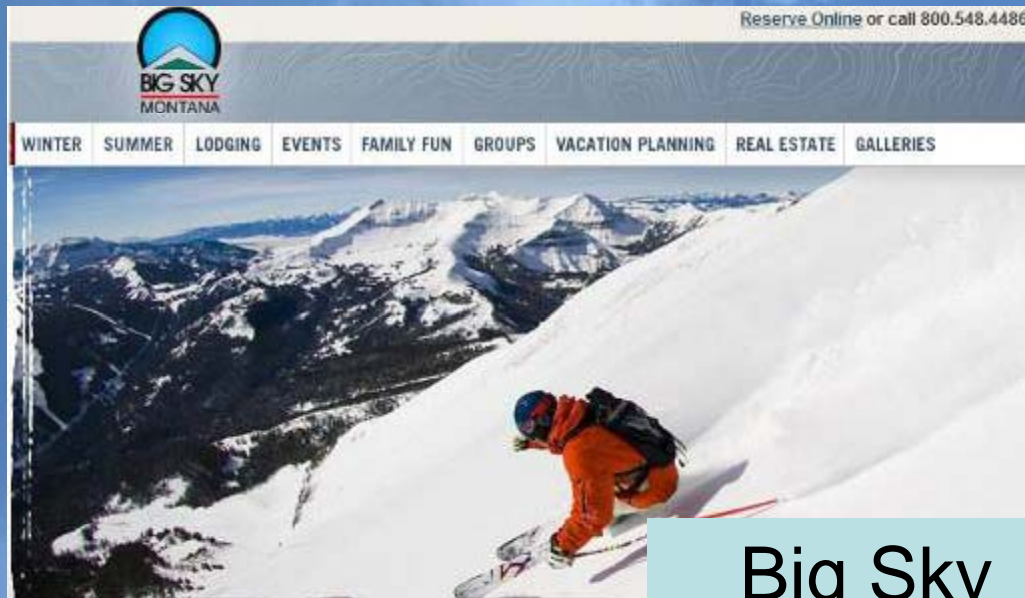 Reserve Online or call 800.548.4486
BIG SKY
MONTANA
WINTER SUMMER LODGING EVENTS FAMILY FUN GROUPS VACATION PLANNING REAL ESTATE GALLERIES
Big Sky